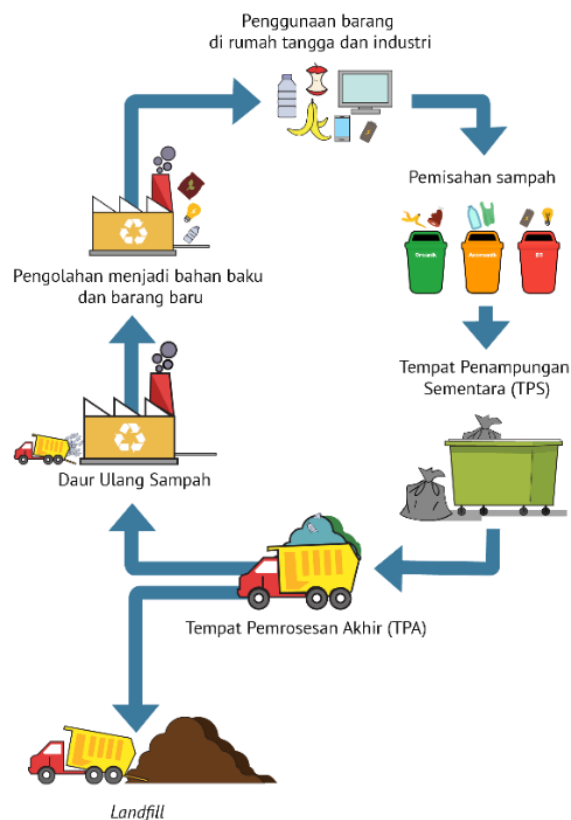 Penggunaan barang
di rumah tangga dan industri
Pemisahan sampah
Organik
Anorganik
B3
Tempat Penampungan
Sementara (TPS)
Tempat Pemrosesan Akhir (TPA)
Daur Ulang Sampah
Pengolahan menjadi bahan baku
dan barang baru
Landfill